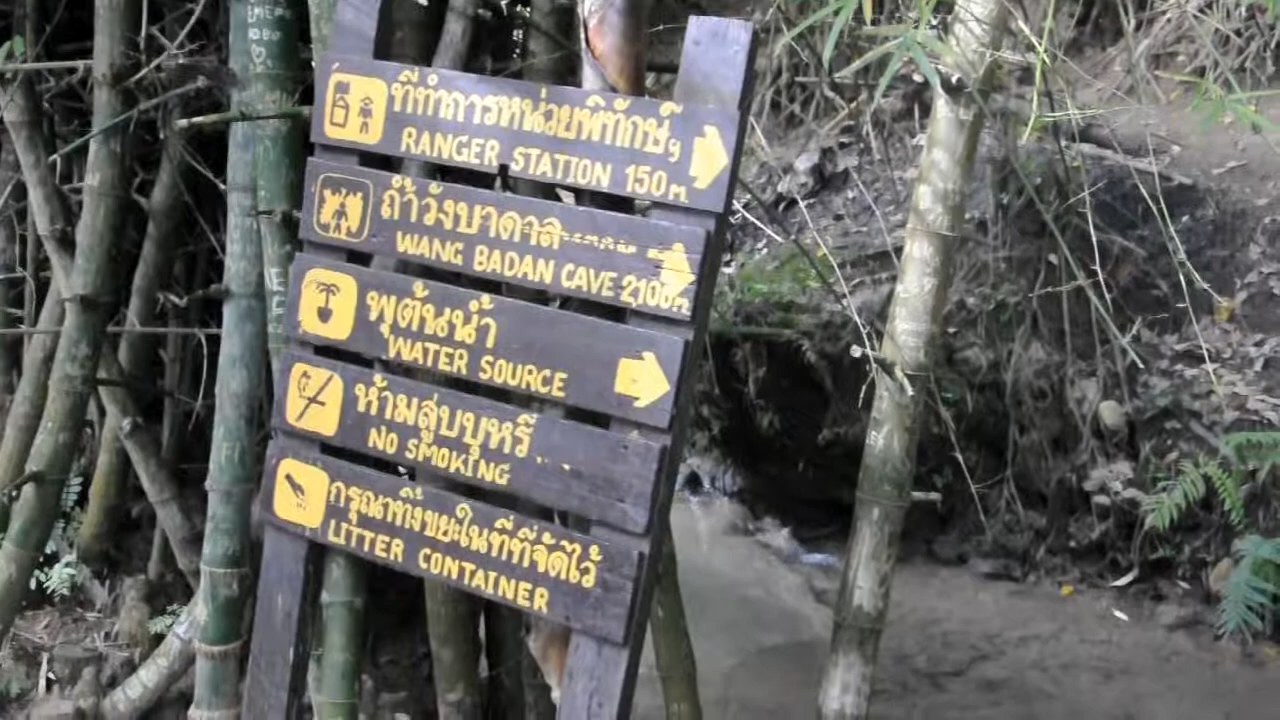 ที่ทำการหน่วยพิทักษ์ฯ
RANGER STATION 150m
ถ้ำวังบาดาล
WANG BADAN CAVE 2100m
พุต้นน้ำ
WATER SOURCE
ห้ามสูบบุหรี่
NO SMOKING
กรุณาทิ้งขยะในที่ที่จัดไว้
LITTER CONTAINER